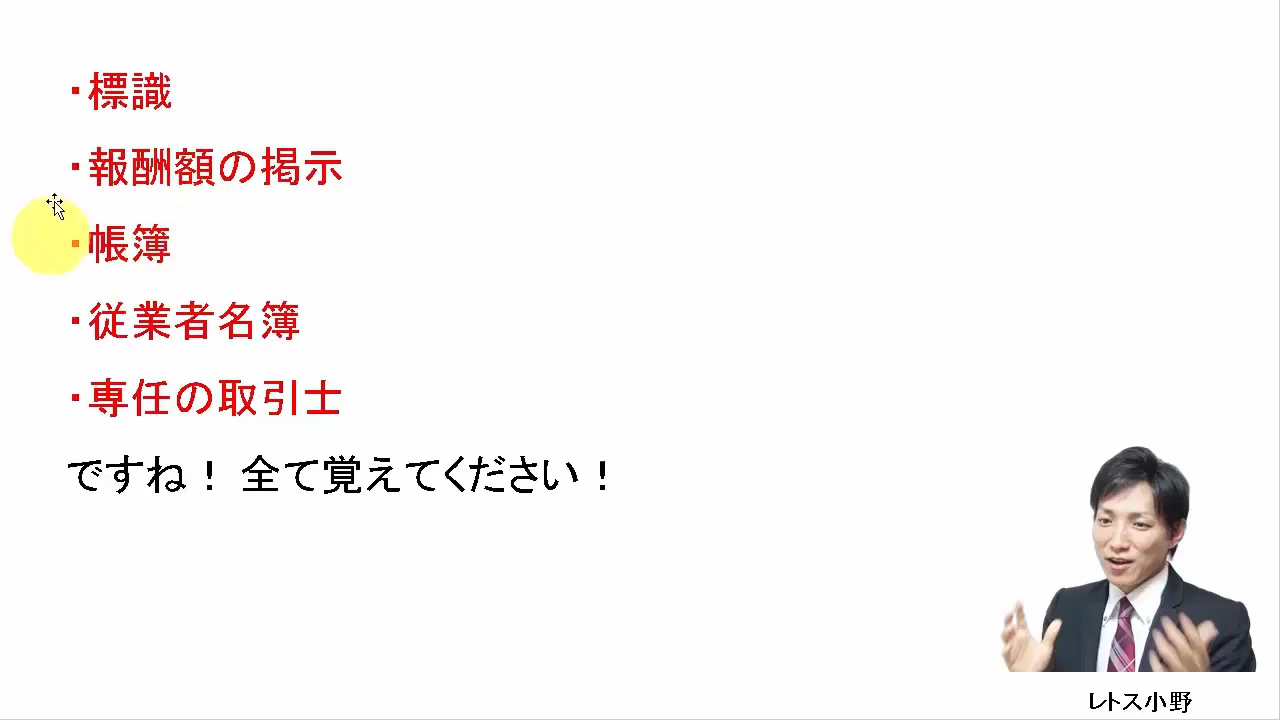 ・標識
・報酬額の掲示
・帳簿
・従業者名簿
・専任の取引士
ですね！ 全て覚えてください！
レトス小野